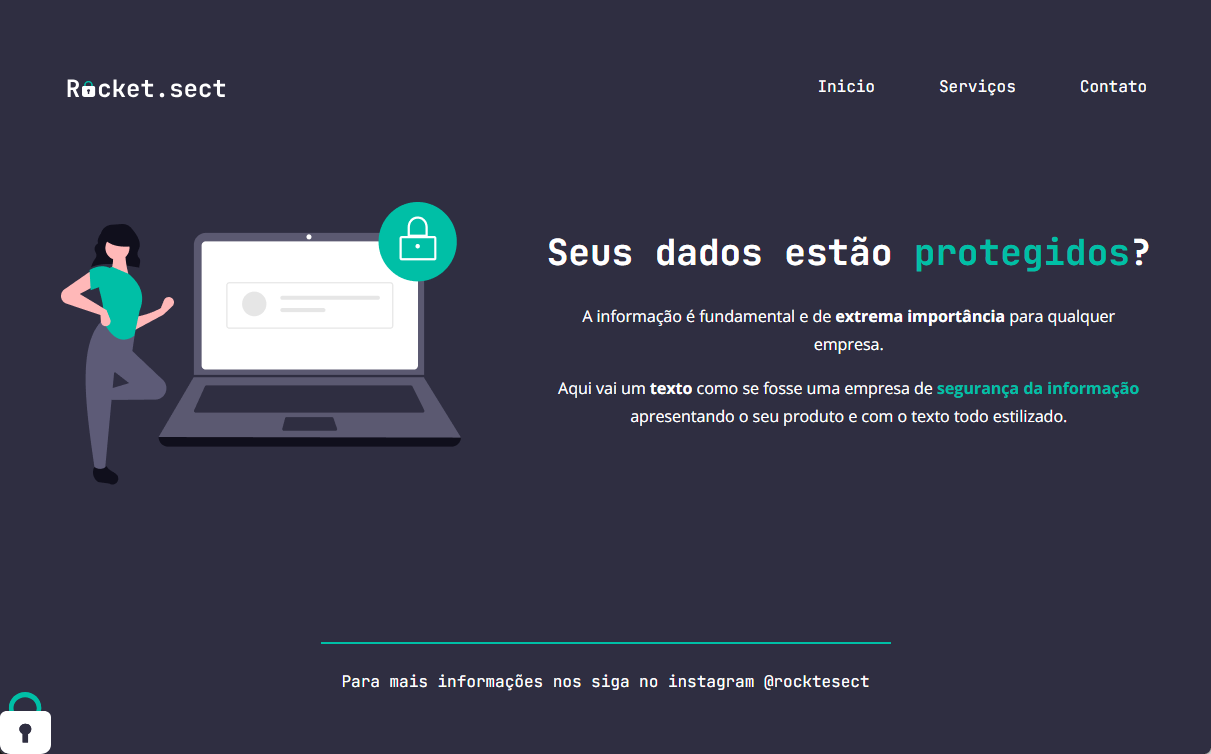 Rocket.sect
Inicio Serviços Contato
Seus dados estão protegidos?
A informação é fundamental e de extrema importância para qualquer
empresa.
Aqui vai um texto como se fosse uma empresa de segurança da informação
apresentando o seu produto e com o texto todo estilizado.
Para mais informações nos siga no instagram @rocktesect